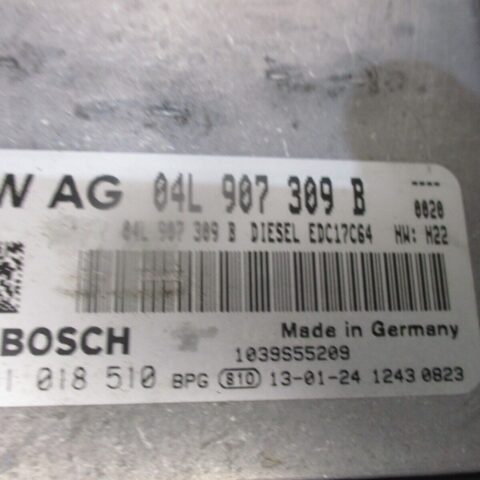 W AG 04L 907 309 B ----
0020
04L 907 309 B DIESEL EDC17C64 HW: H22
BOSCH Made in Germany
1039S55209
1 018 510 BPG S10 13-01-24 1243 0823